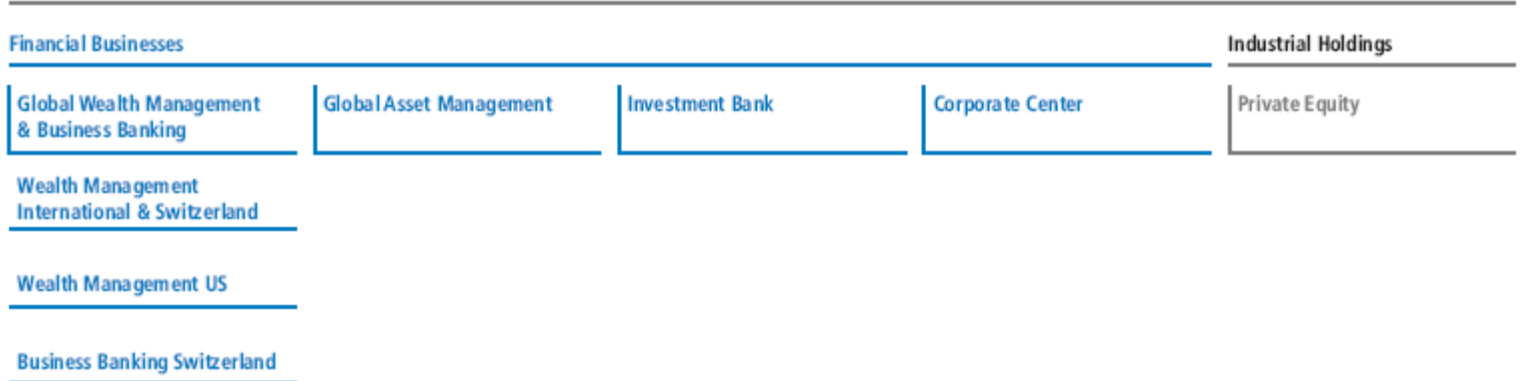 Financial Businesses
Industrial Holdings
Global Wealth Management
& Business Banking
Global Asset Management
Investment Bank
Corporate Center
Private Equity
Wealth Management
International & Switzerland
Wealth Management US
Business Banking Switzerland